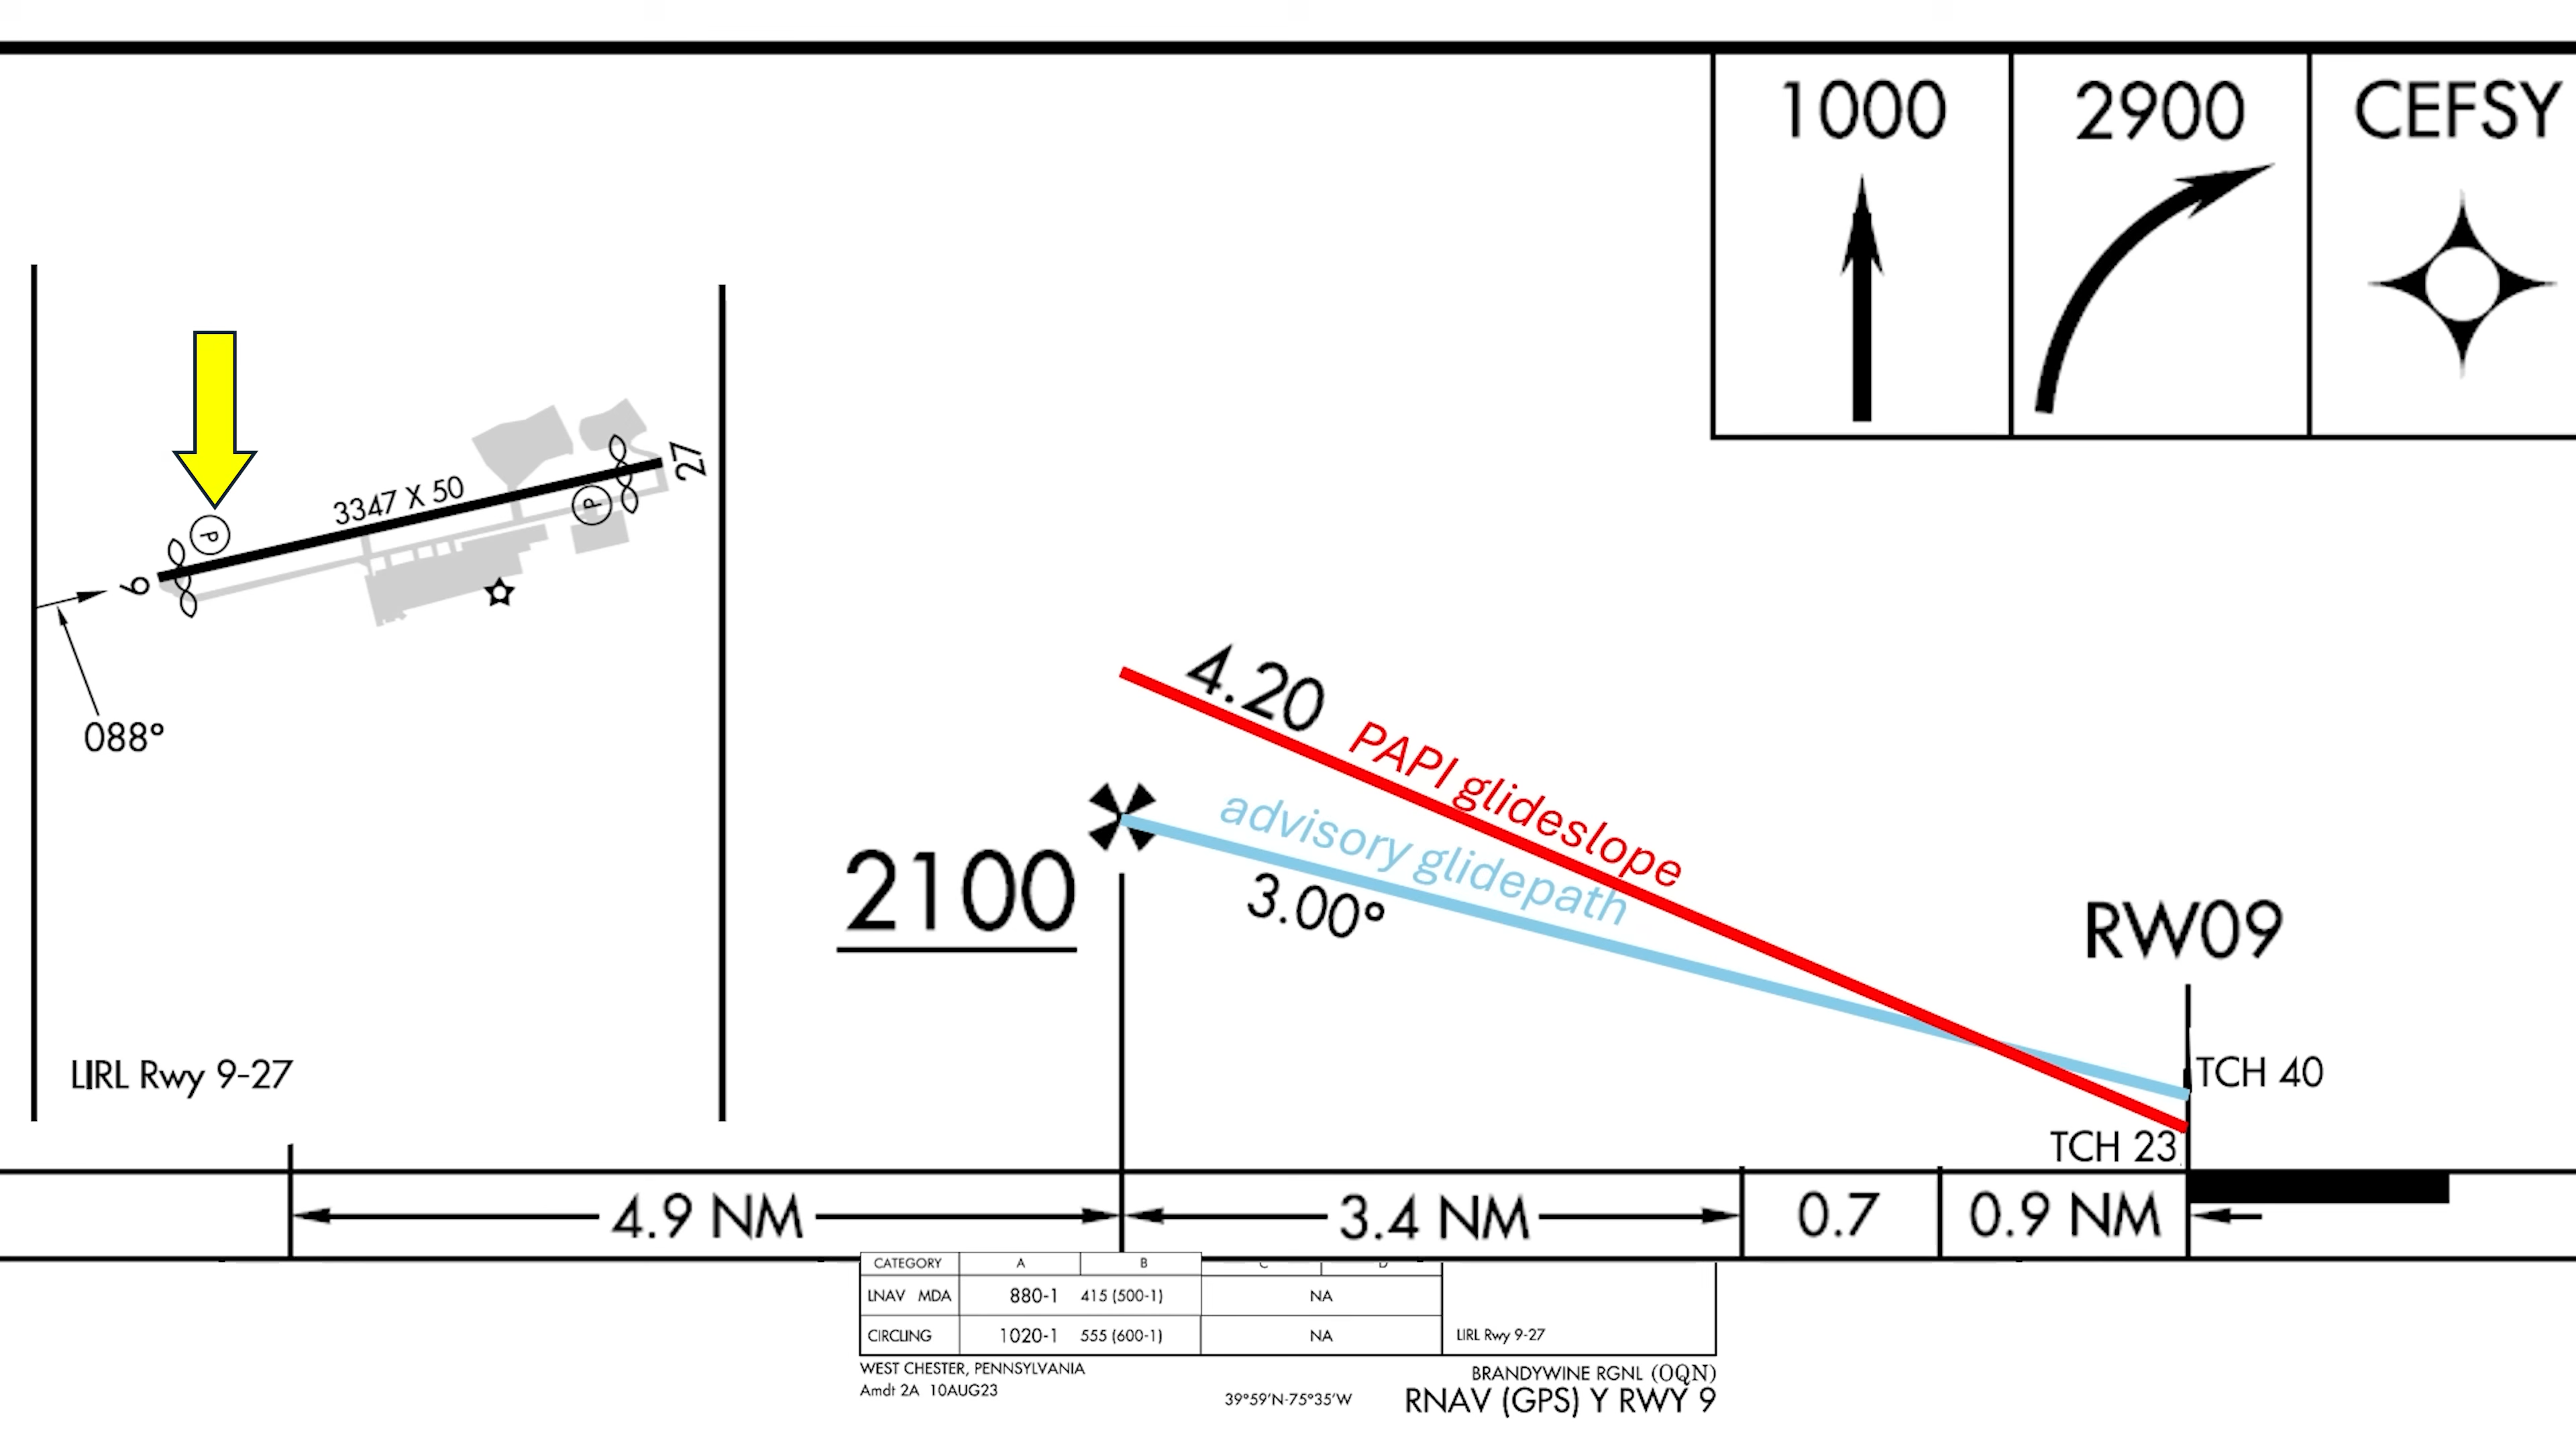 1000
2900
CEFSY
3347 X 50
27
P
P
9
088°
LIRL Rwy 9-27
4.20
PAPI glideslope
advisory glidepath
3.00°
2100
RW09
TCH 40
TCH 23
4.9 NM
3.4 NM
0.7
0.9 NM
CATEGORY A B
LNAV MDA 880-1 415 (500-1) NA
CIRCLING 1020-1 555 (600-1) NA
LIRL Rwy 9-27
WEST CHESTER, PENNSYLVANIA
Amdt 2A 10AUG23
39°59'N-75°35'W
BRANDYWINE RGNL (OQN)
RNAV (GPS) Y RWY 9